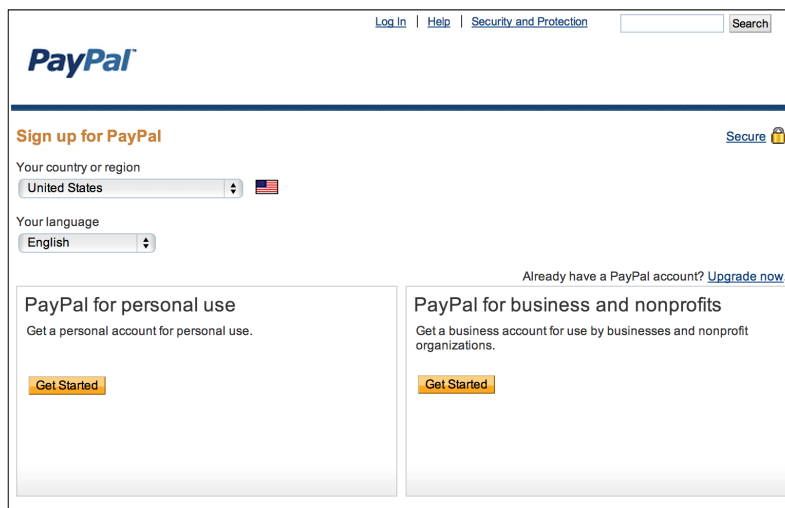 Log In | Help | Security and Protection Search
PayPal™
Sign up for PayPal
Secure
Your country or region
United States
Your language
English
Already have a PayPal account? Upgrade now.
PayPal for personal use
Get a personal account for personal use.
Get Started
PayPal for business and nonprofits
Get a business account for use by businesses and nonprofit
organizations.
Get Started